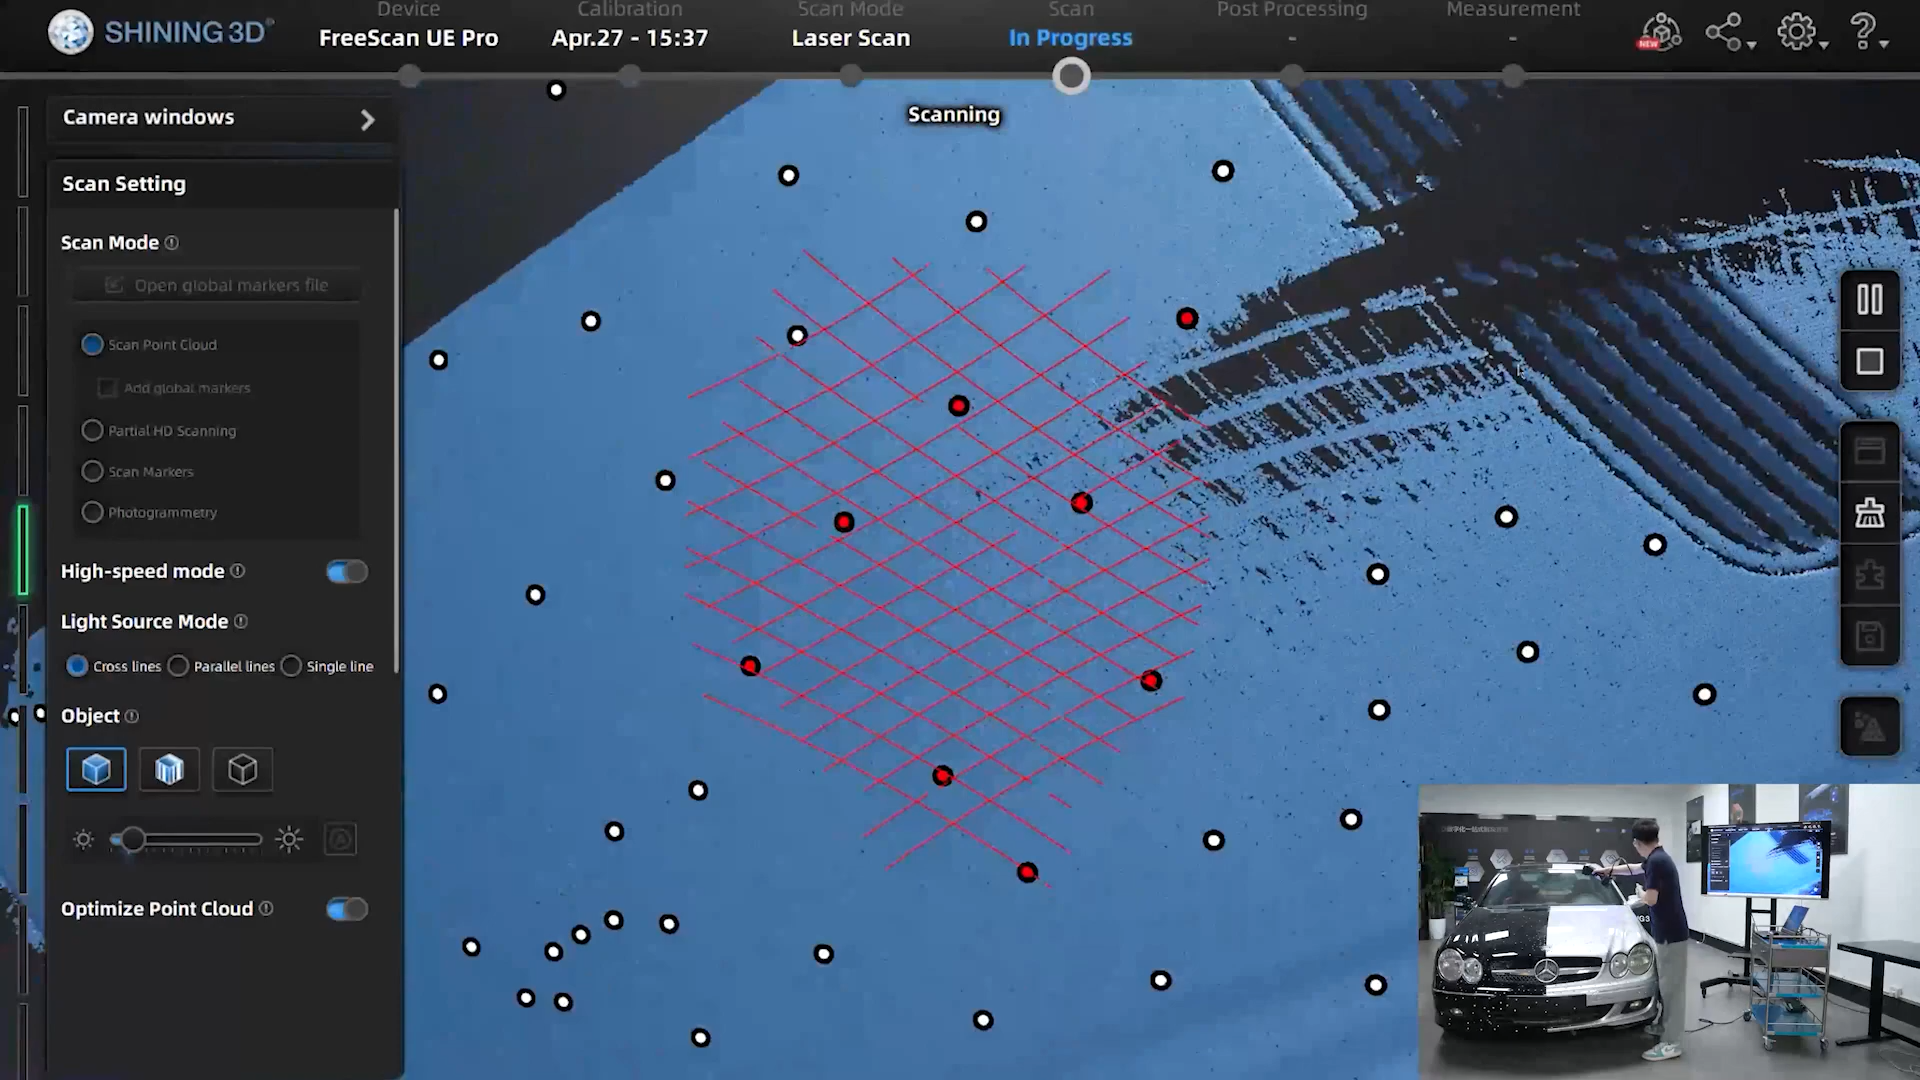 SHINING 3D®
Device
FreeScan UE Pro
Calibration
Apr.27 - 15:37
Scan Mode
Laser Scan
Scan
In Progress
Post Processing
-
Measurement
-
NEW
Camera windows
Scanning
Scan Setting
Scan Mode
Open global markers file
Scan Point Cloud
Add global markers
Partial HD Scanning
Scan Markers
Photogrammetry
High-speed mode
Light Source Mode
Cross lines
Parallel lines
Single line
Object
Optimize Point Cloud